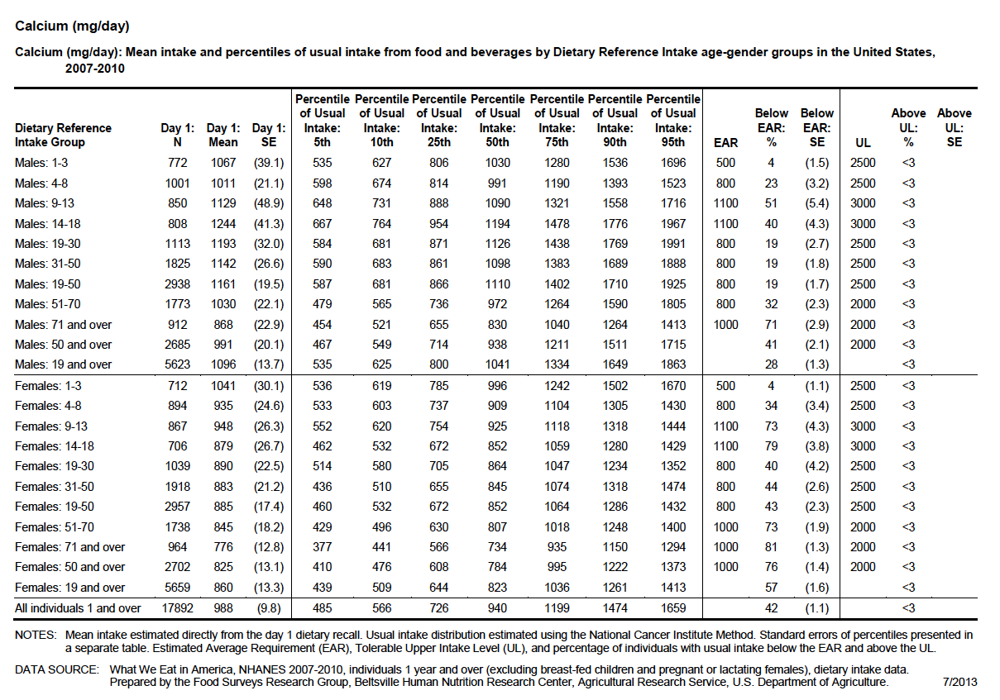 Calcium (mg/day)
Calcium (mg/day): Mean intake and percentiles of usual intake from food and beverages by Dietary Reference Intake age-gender groups in the United States,
2007-2010
Percentile Percentile Percentile Percentile Percentile Percentile Percentile
of Usual of Usual of Usual of Usual of Usual of Usual of Usual Below Below Above Above
Dietary Reference Day 1: Day 1: Day 1: Intake: Intake: Intake: Intake: Intake: Intake: Intake: EAR: EAR: UL: UL:
Intake Group N Mean SE 5th 10th 25th 50th 75th 90th 95th EAR % SE UL % SE
Males: 1-3 772 1067 (39.1) 535 627 806 1030 1280 1536 1696 500 4 (1.5) 2500 <3
Males: 4-8 1001 1011 (21.1) 598 674 814 991 1190 1393 1523 800 23 (3.2) 2500 <3
Males: 9-13 850 1129 (48.9) 648 731 888 1090 1321 1558 1716 1100 51 (5.4) 3000 <3
Males: 14-18 808 1244 (41.3) 667 764 954 1194 1478 1776 1967 1100 40 (4.3) 3000 <3
Males: 19-30 1113 1193 (32.0) 584 681 871 1126 1438 1769 1991 800 19 (2.7) 2500 <3
Males: 31-50 1825 1142 (26.6) 590 683 861 1098 1383 1689 1888 800 19 (1.8) 2500 <3
Males: 19-50 2938 1161 (19.5) 587 681 866 1110 1402 1710 1925 800 19 (1.7) 2500 <3
Males: 51-70 1773 1030 (22.1) 479 565 736 972 1264 1590 1805 800 32 (2.3) 2000 <3
Males: 71 and over 912 868 (22.9) 454 521 655 830 1040 1264 1413 1000 71 (2.9) 2000 <3
Males: 50 and over 2685 991 (20.1) 467 549 714 938 1211 1511 1715 41 (2.1) 2000 <3
Males: 19 and over 5623 1096 (13.7) 535 625 800 1041 1334 1649 1863 28 (1.3) <3
Females: 1-3 712 1041 (30.1) 536 619 785 996 1242 1502 1670 500 4 (1.1) 2500 <3
Females: 4-8 894 935 (24.6) 533 603 737 909 1104 1305 1430 800 34 (3.4) 2500 <3
Females: 9-13 867 948 (26.3) 552 620 754 925 1118 1318 1444 1100 73 (4.3) 3000 <3
Females: 14-18 706 879 (26.7) 462 532 672 852 1059 1280 1429 1100 79 (3.8) 3000 <3
Females: 19-30 1039 890 (22.5) 514 580 705 864 1047 1234 1352 800 40 (4.2) 2500 <3
Females: 31-50 1918 883 (21.2) 436 510 655 845 1074 1318 1474 800 44 (2.6) 2500 <3
Females: 19-50 2957 885 (17.4) 460 532 672 852 1064 1286 1432 800 43 (2.3) 2500 <3
Females: 51-70 1738 845 (18.2) 429 496 630 807 1018 1248 1400 1000 73 (1.9) 2000 <3
Females: 71 and over 964 776 (12.8) 377 441 566 734 935 1150 1294 1000 81 (1.3) 2000 <3
Females: 50 and over 2702 825 (13.1) 410 476 608 784 995 1222 1373 1000 76 (1.4) 2000 <3
Females: 19 and over 5659 860 (13.3) 439 509 644 823 1036 1261 1413 57 (1.6) <3
All individuals 1 and over 17892 988 (9.8) 485 566 726 940 1199 1474 1659 42 (1.1) <3
NOTES: Mean intake estimated directly from the day 1 dietary recall. Usual intake distribution estimated using the National Cancer Institute Method. Standard errors of percentiles presented in
a separate table. Estimated Average Requirement (EAR), Tolerable Upper Intake Level (UL), and percentage of individuals with usual intake below the EAR and above the UL.
DATA SOURCE: What We Eat in America, NHANES 2007-2010, individuals 1 year and over (excluding breast-fed children and pregnant or lactating females), dietary intake data.
Prepared by the Food Surveys Research Group, Beltsville Human Nutrition Research Center, Agricultural Research Service, U.S. Department of Agriculture. 7/2013